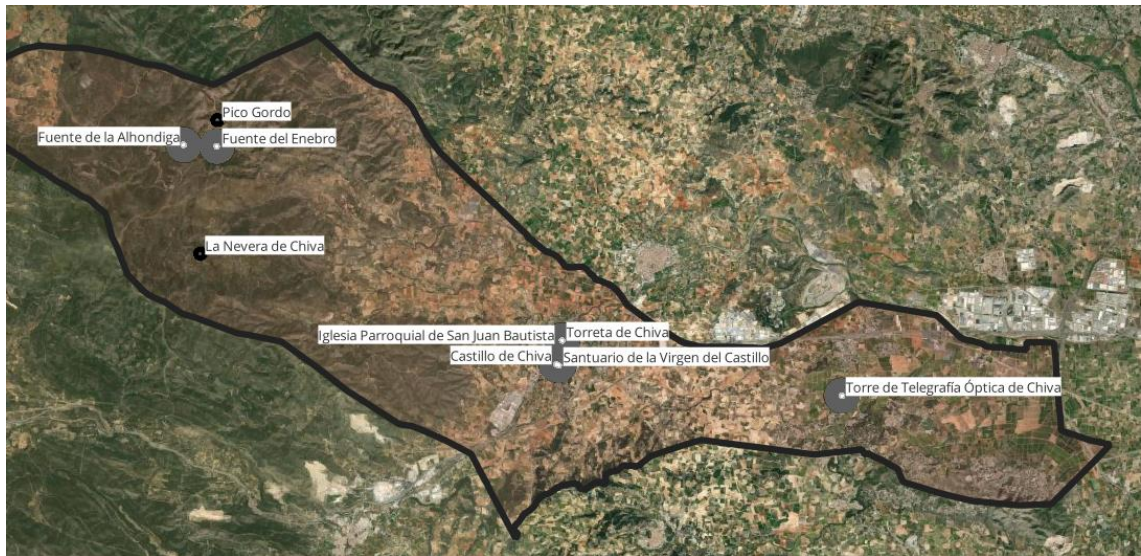 Pico Gordo
Fuente de la Alhondiga
Fuente del Enebro
La Nevera de Chiva
Iglesia Parroquial de San Juan Bautista
Torreta de Chiva
Castillo de Chiva
Santuario de la Virgen del Castillo
Torre de Telegrafía Óptica de Chiva